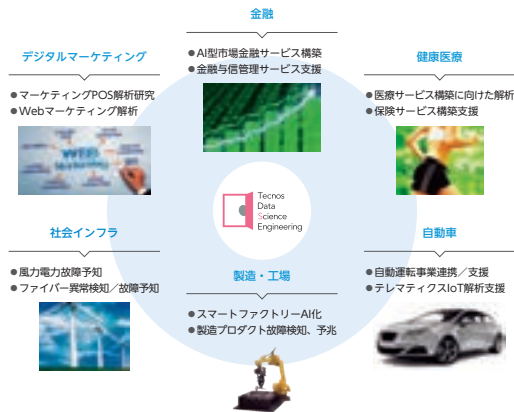 金融
●AI型市場金融サービス構築
●金融与信管理サービス支援
デジタルマーケティング
●マーケティングPOS解析研究
●Webマーケティング解析
WEB
健康医療
●医療サービス構築に向けた解析
●保険サービス構築支援
Tecnos
Data
Science
Engineering
社会インフラ
●風力電力故障予知
●ファイバー異常検知／故障予知
製造・工場
●スマートファクトリーAI化
●製造プロダクト故障検知、予兆
自動車
●自動運転事業連携／支援
●テレマティクスIoT解析支援